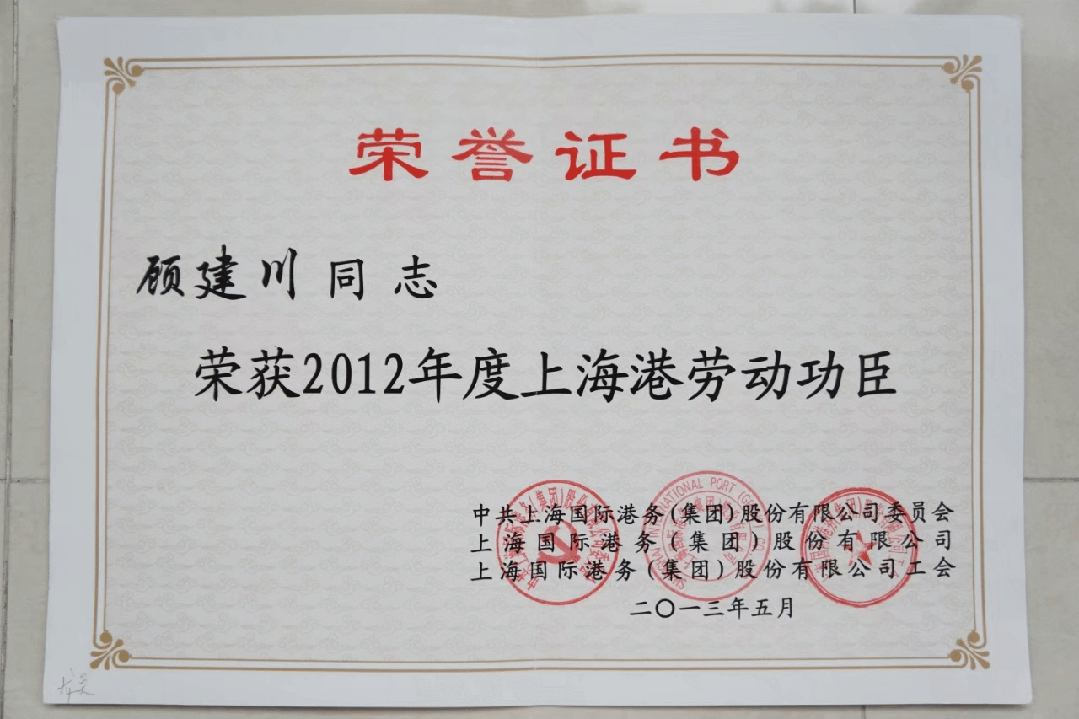 荣誉证书
顾建川同志
荣获2012年度上海港劳动功臣
中共上海国际港务(集团)股份有限公司委员会
上海国际港务(集团)股份有限公司
上海国际港务(集团)股份有限公司工会
二〇一三年五月